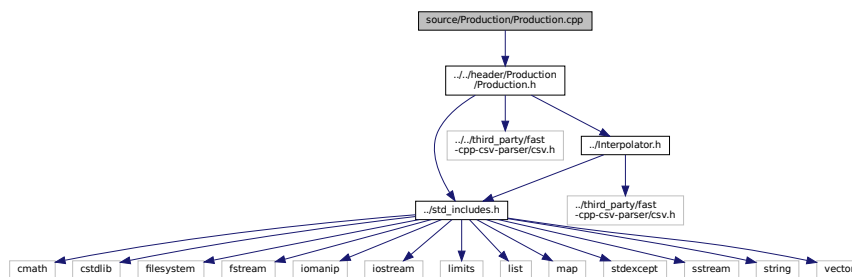 source/Production/Production.cpp
../../header/Production
/Production.h
../../third_party/fast
-cpp-csv-parser/csv.h
../Interpolator.h
../third_party/fast
-cpp-csv-parser/csv.h
../std_includes.h
cmath
cstdlib
filesystem
fstream
iomanip
iostream
limits
list
map
stdexcept
sstream
string
vector